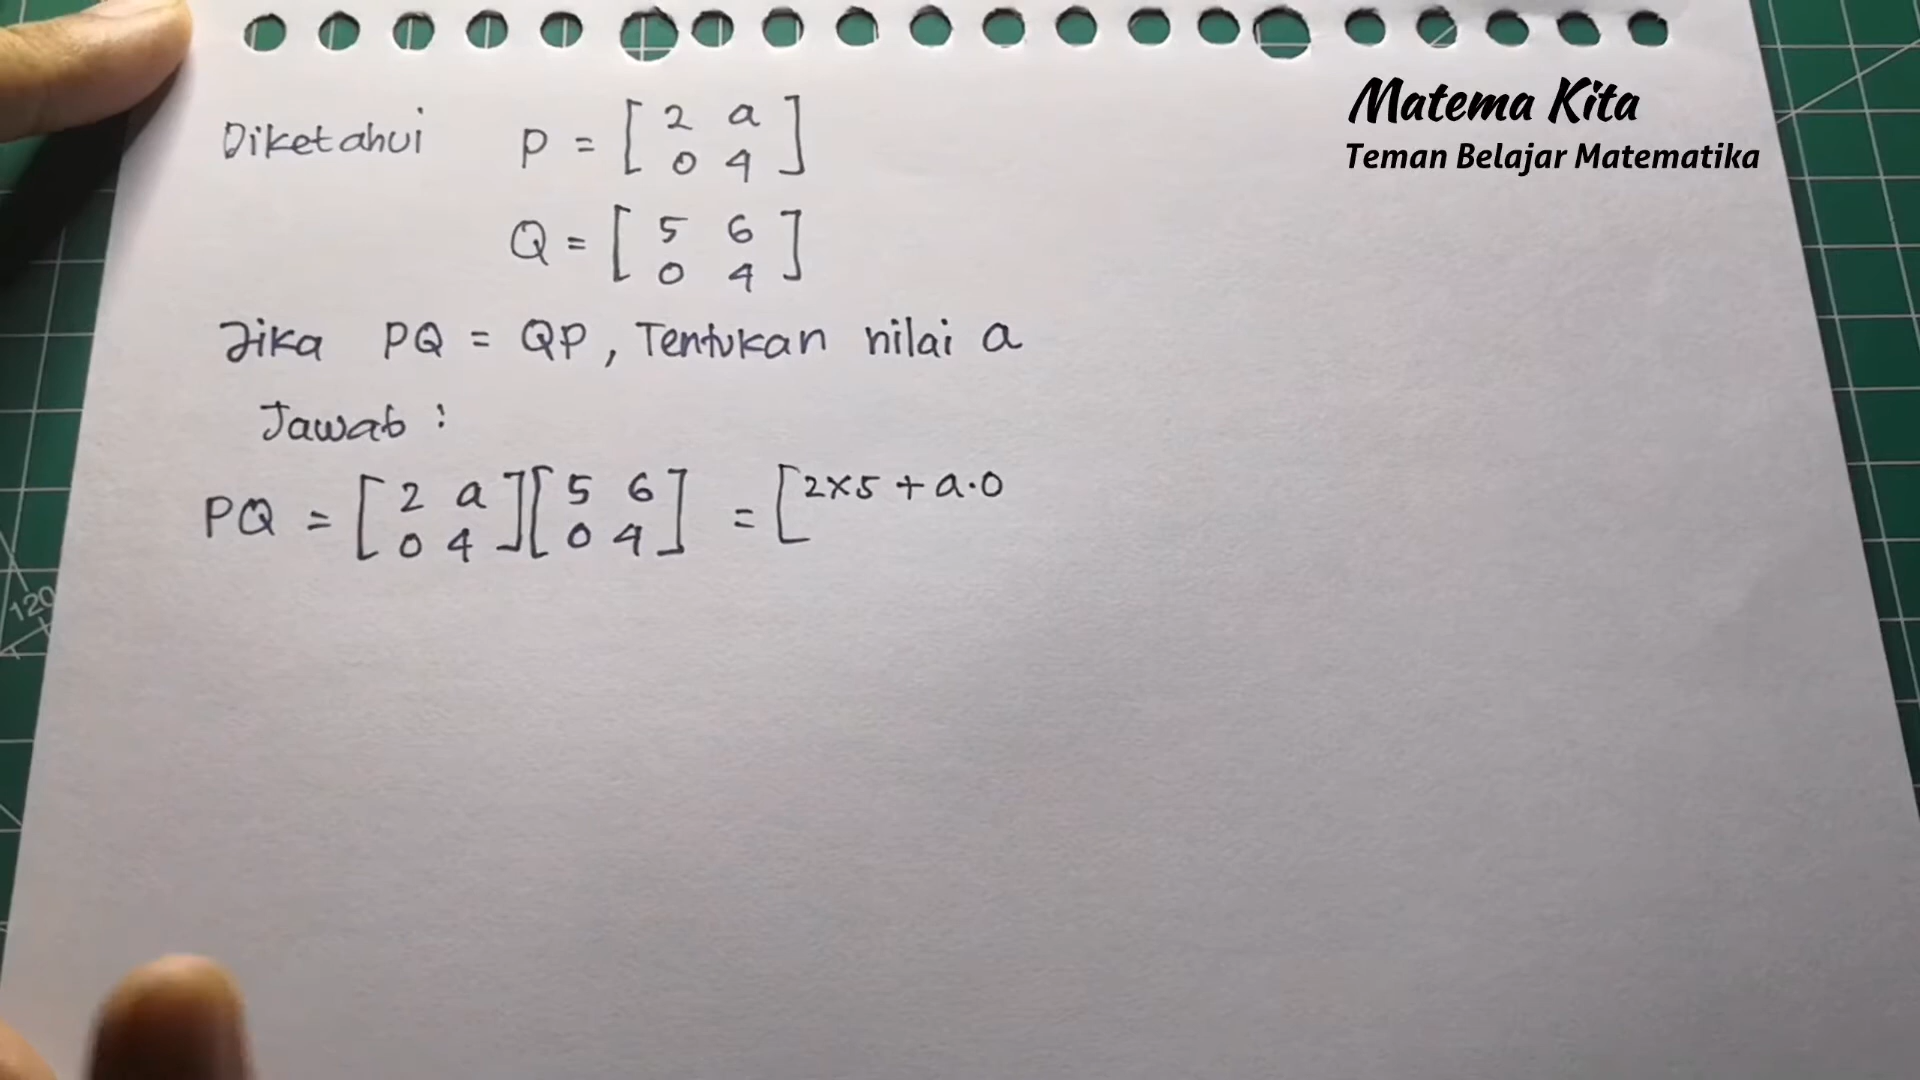 Matema Kita
Teman Belajar Matematika
Diketahui P = [ 2 a
0 4 ]
Q = [ 5 6
0 4 ]
Jika PQ = QP, Tentukan nilai a
Jawab :
PQ = [ 2 a
0 4 ] [ 5 6
0 4 ] = [ 2x5 + a.0
120